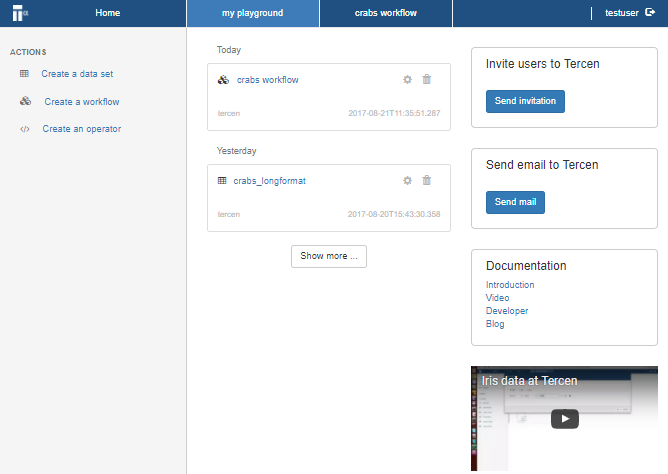 Home
my playground
crabs workflow
testuser
ACTIONS
Create a data set
Create a workflow
Create an operator
Today
crabs workflow
tercen
2017-08-21T11:35:51.287
Yesterday
crabs_longformat
tercen
2017-08-20T15:43:30.358
Show more ...
Invite users to Tercen
Send invitation
Send email to Tercen
Send mail
Documentation
Introduction
Video
Developer
Blog
Iris data at Tercen